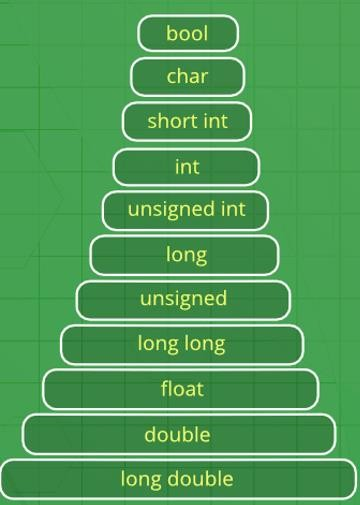 bool
char
short int
int
unsigned int
long
unsigned
long long
float
double
long double